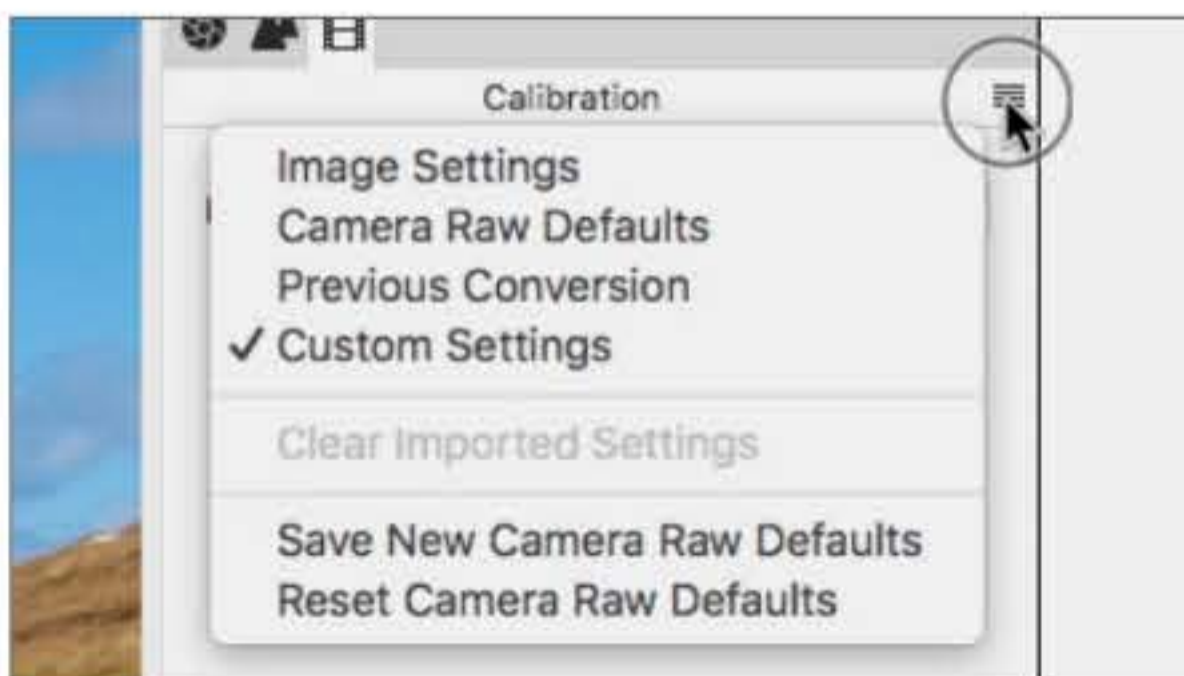 Calibration
Image Settings
Camera Raw Defaults
Previous Conversion
Custom Settings
Clear Imported Settings
Save New Camera Raw Defaults
Reset Camera Raw Defaults